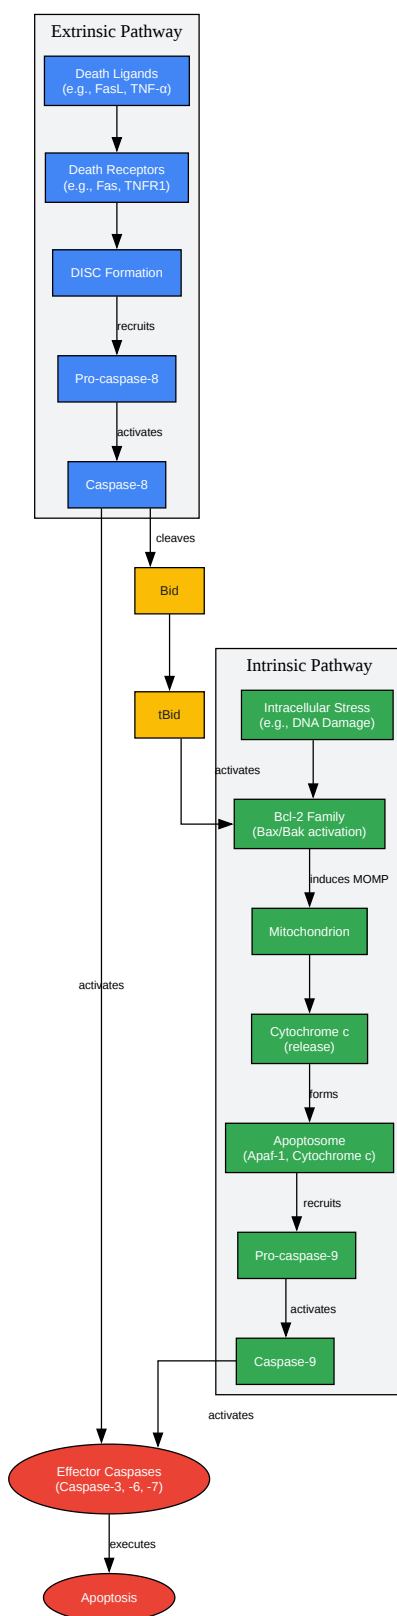 Extrinsic Pathway
Death Ligands
(e.g., FasL, TNF-α)
Death Receptors
(e.g., Fas, TNFR1)
DISC Formation
recruits
Pro-caspase-8
activates
Caspase-8
cleaves
Bid
tBid
activates
Intrinsic Pathway
Intracellular Stress
(e.g., DNA Damage)
Bcl-2 Family
(Bax/Bak activation)
induces MOMP
Mitochondrion
Cytochrome c
(release)
forms
Apoptosome
(Apaf-1, Cytochrome c)
recruits
Pro-caspase-9
activates
Caspase-9
activates
activates
Effector Caspases
(Caspase-3, -6, -7)
executes
Apoptosis